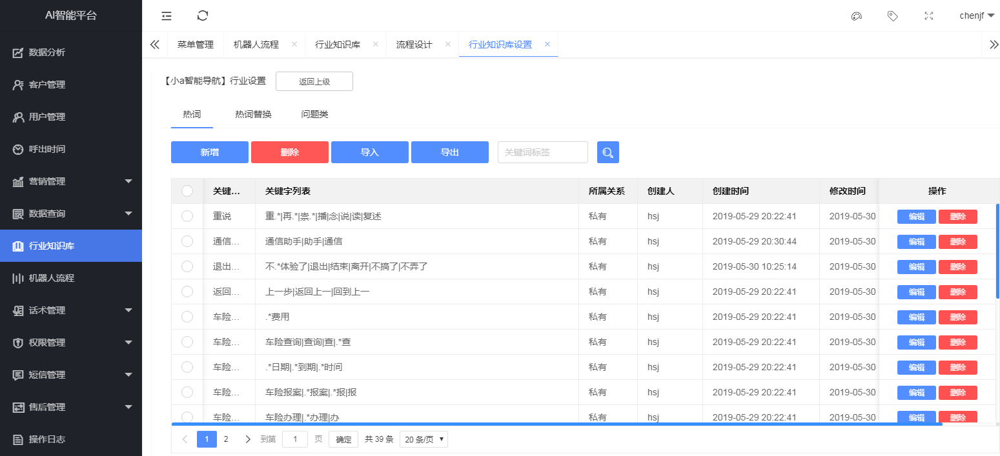 AI智能平台
数据分析
客户管理
用户管理
呼出时间
营销管理
数据查询
行业知识库
机器人流程
话术管理
权限管理
短信管理
售后管理
操作日志
chenjf
菜单管理 机器人流程 行业知识库 流程设计 行业知识库设置
【小a智能导航】行业设置 返回上级
热词 热词替换 问题类
新增 删除 导入 导出 关键词标签
关键... 关键字列表 所属关系 创建人 创建时间 修改时间 操作
重说 重.*|再.*|崇.*|播|念|说|读|复述 私有 hsj 2019-05-29 20:22:41 2019-05-30 编辑 删除
通信... 通信助手|助手|通信 私有 hsj 2019-05-29 20:30:44 2019-05-30 编辑 删除
退出... 不.*体验了|退出|结束|离开|不搞了|不弄了 私有 hsj 2019-05-30 10:25:14 2019-05-30 编辑 删除
返回... 上一步|返回上一|回到上一 私有 hsj 2019-05-29 20:22:41 2019-05-30 编辑 删除
车险... .*费用 私有 hsj 2019-05-29 20:22:41 2019-05-30 编辑 删除
车险... 车险查询|查询|查|.*查 私有 hsj 2019-05-29 20:22:41 2019-05-30 编辑 删除
车险... .*日期|.*到期|.*时间 私有 hsj 2019-05-29 20:22:41 2019-05-30 编辑 删除
车险... 车险报案|.*报案|.*报|报 私有 hsj 2019-05-29 20:22:41 2019-05-30 编辑 删除
车险... 车险办理|.*办理|办 私有 hsj 2019-05-29 20:22:41 2019-05-30 编辑 删除
1 2 到第 1 页 确定 共 39 条 20 条/页